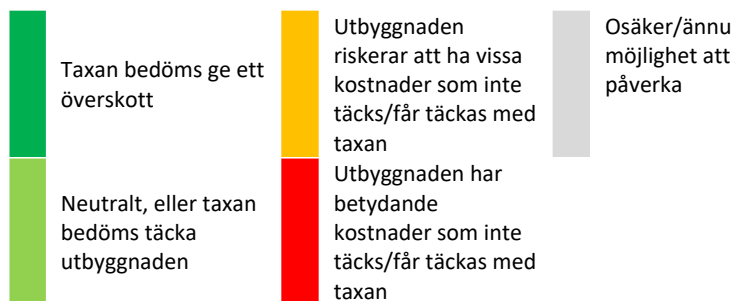 Taxan bedöms ge ett
överskott
Utbyggnaden
riskerar att ha vissa
kostnader som inte
täcks/får täckas med
taxan
Osäker/ännu
möjlighet att
påverka
Neutralt, eller taxan
bedöms täcka
utbyggnaden
Utbyggnaden har
betydande
kostnader som inte
täcks/får täckas med
taxan